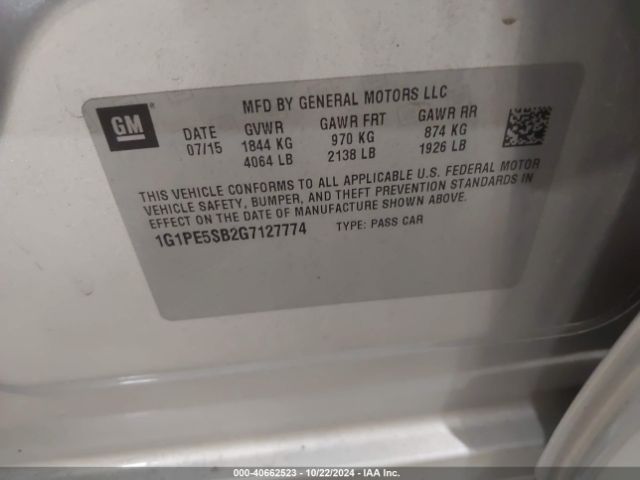 MFD BY GENERAL MOTORS LLC
GM
DATE GVWR GAWR FRT GAWR RR
07/15 1844 KG 970 KG 874 KG
4064 LB 2138 LB 1926 LB
THIS VEHICLE CONFORMS TO ALL APPLICABLE U.S. FEDERAL MOTOR
VEHICLE SAFETY, BUMPER, AND THEFT PREVENTION STANDARDS IN
EFFECT ON THE DATE OF MANUFACTURE SHOWN ABOVE.
1G1PE5SB2G7127774 TYPE: PASS CAR
000-40662523 - 10/22/2024 - IAA Inc.